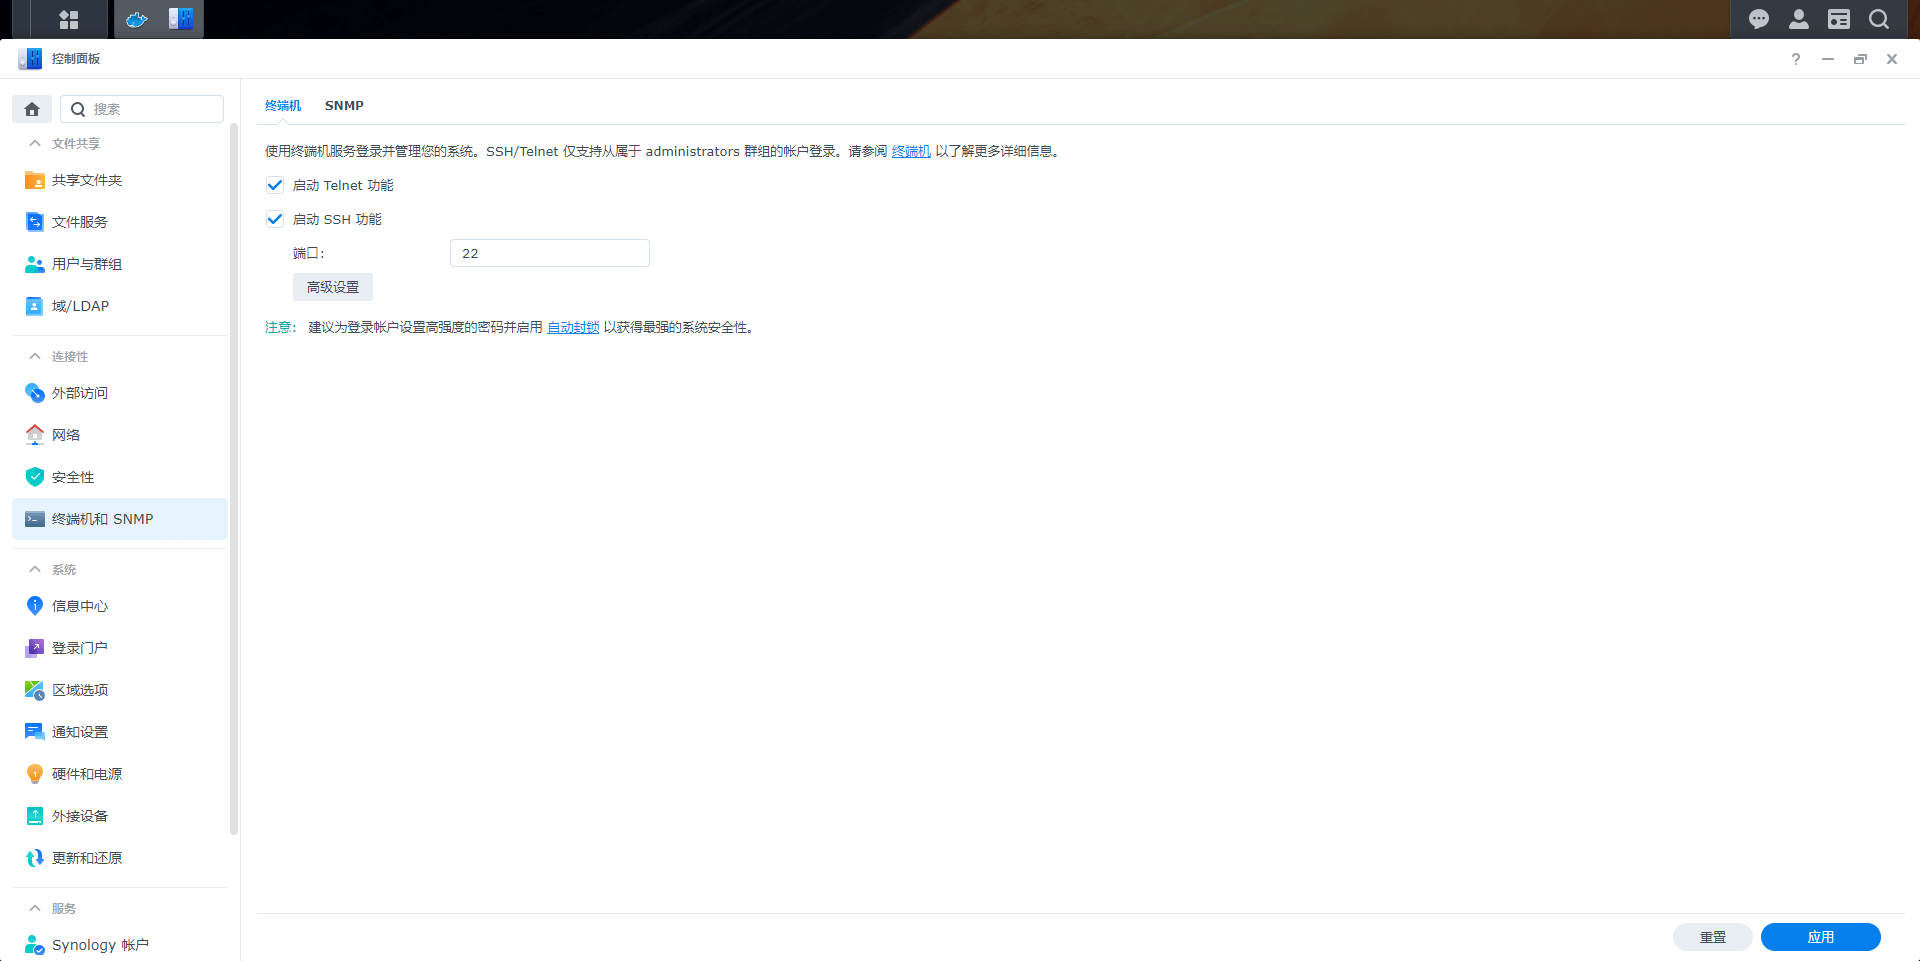 控制面板
搜索
文件共享
共享文件夹
文件服务
用户与群组
域/LDAP
连接性
外部访问
网络
安全性
终端机和 SNMP
系统
信息中心
登录门户
区域选项
通知设置
硬件和电源
外接设备
更新和还原
服务
Synology 帐户
终端机 SNMP
使用终端机服务登录并管理您的系统。SSH/Telnet 仅支持从属于 administrators 群组的帐户登录。请参阅 终端机 以了解更多详细信息。
启动 Telnet 功能
启动 SSH 功能
端口: 22
高级设置
注意: 建议为登录帐户设置高强度的密码并启用 自动封锁 以获得最强的系统安全性。
重置 应用